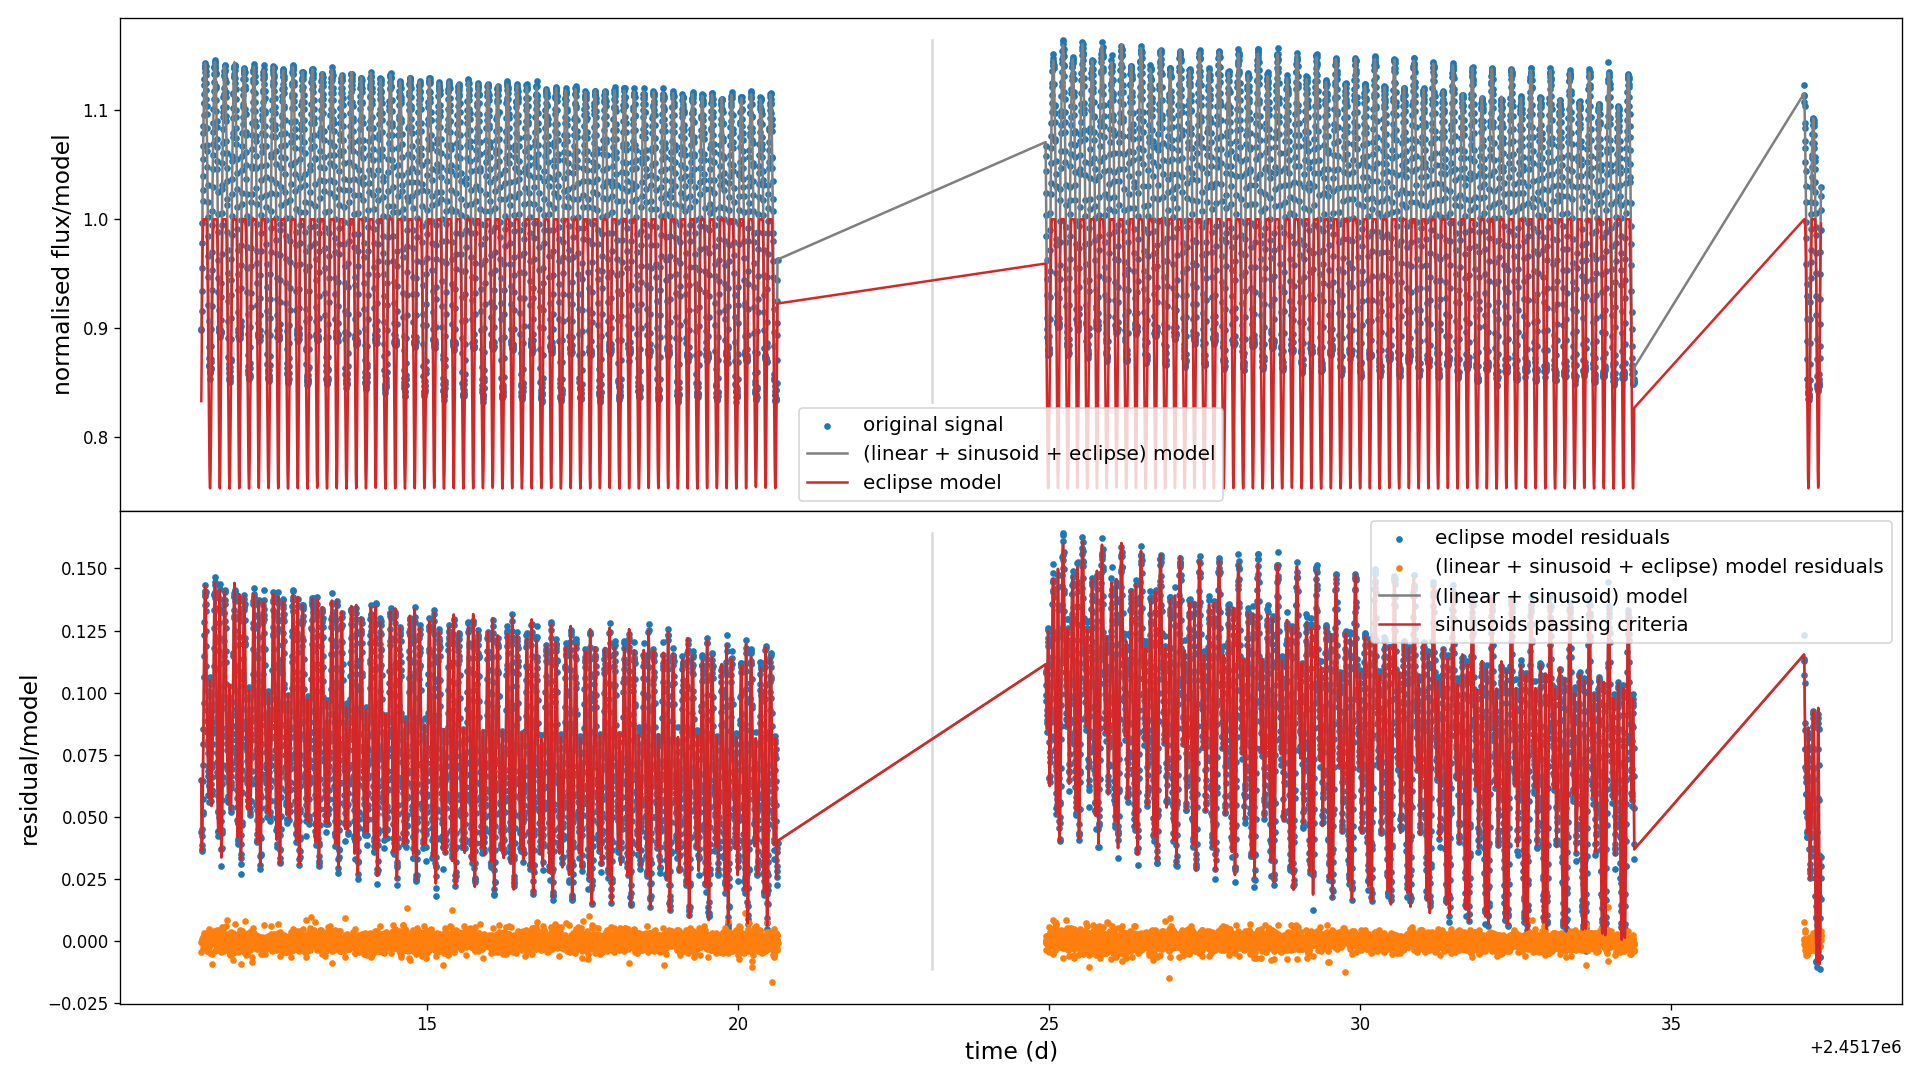 normalised flux/model
1.1
1.0
0.9
0.8
original signal
(linear + sinusoid + eclipse) model
eclipse model
residual/model
0.150
0.125
0.100
0.075
0.050
0.025
0.000
−0.025
eclipse model residuals
(linear + sinusoid + eclipse) model residuals
(linear + sinusoid) model
sinusoids passing criteria
15 20 25 30 35
time (d)
+2.4517e6